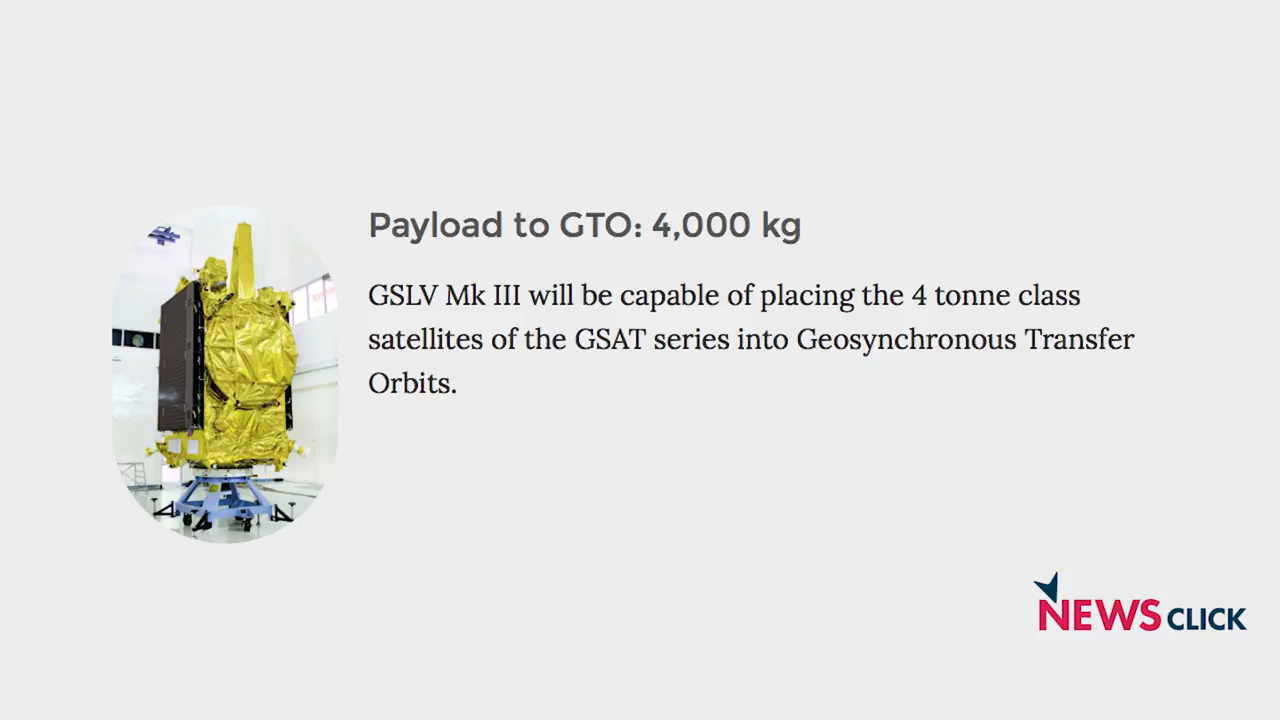 Payload to GTO: 4,000 kg
GSLV Mk III will be capable of placing the 4 tonne class
satellites of the GSAT series into Geosynchronous Transfer
Orbits.
NEWS CLICK